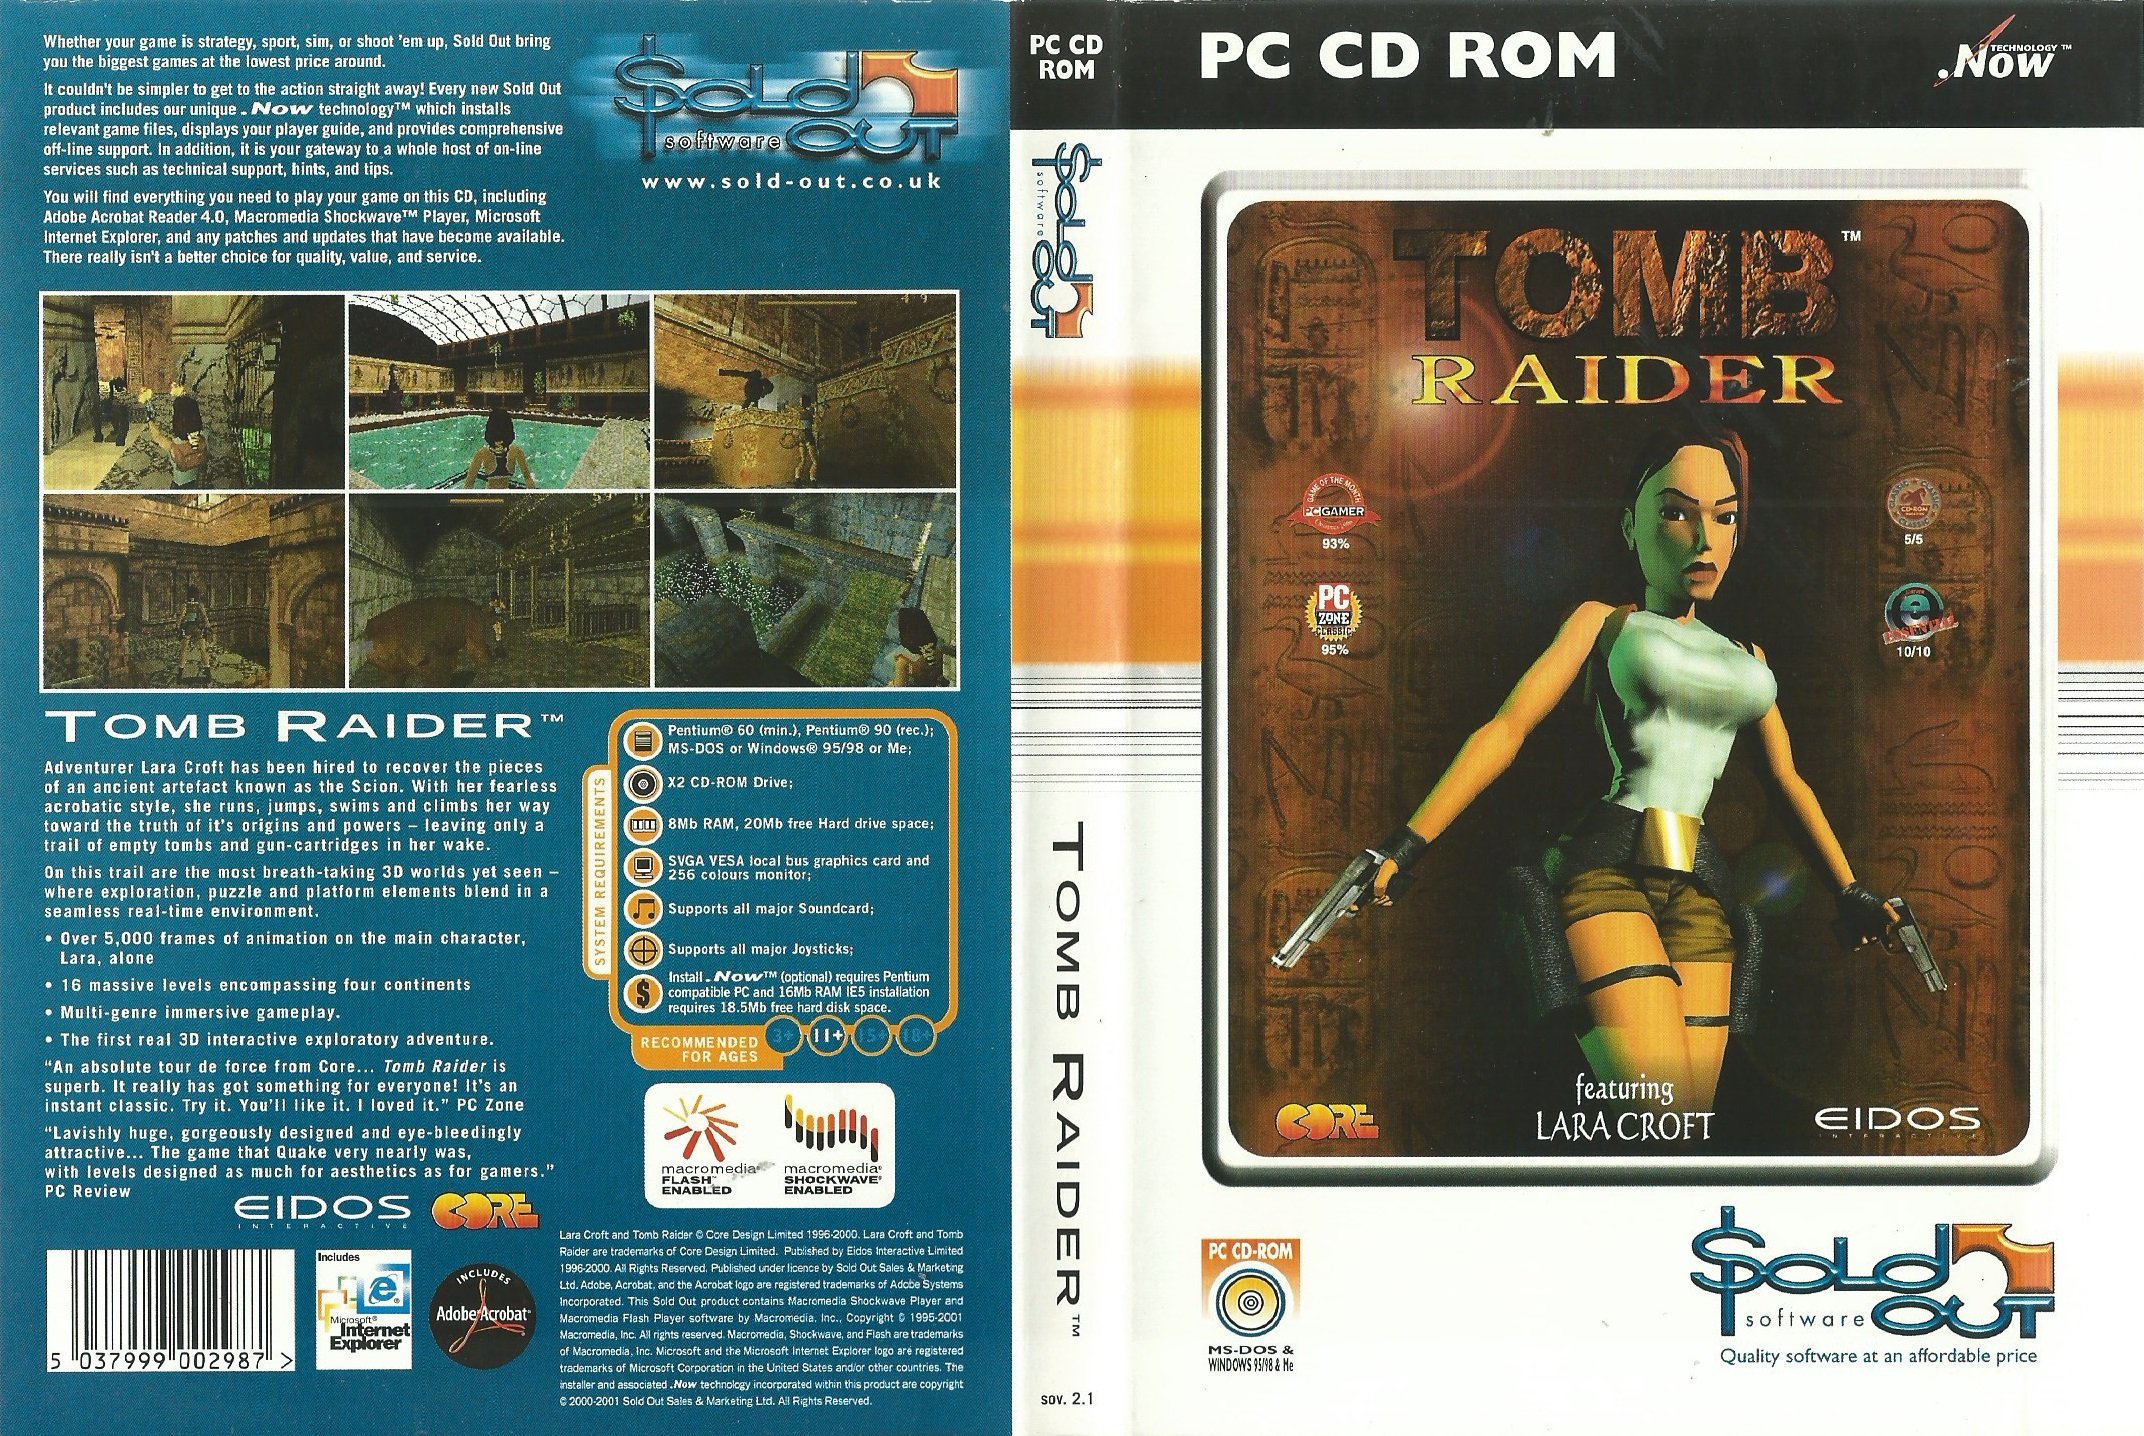 Whether your game is strategy, sport, sim, or shoot 'em up, Sold Out bring
you the biggest games at the lowest price around.
It couldn't be simpler to get to the action straight away! Every new Sold Out
product includes our unique .Now technology™ which installs
relevant game files, displays your player guide, and provides comprehensive
off-line support. In addition, it is your gateway to a whole host of on-line
services such as technical support, hints, and tips.
You will find everything you need to play your game on this CD, including
Adobe Acrobat Reader 4.0, Macromedia Shockwave™ Player, Microsoft
Internet Explorer, and any patches and updates that have become available.
There really isn't a better choice for quality, value, and service.
Sold
software Out
www.sold-out.co.uk
TOMB RAIDER™
Adventurer Lara Croft has been hired to recover the pieces
of an ancient artefact known as the Scion. With her fearless
acrobatic style, she runs, jumps, swims and climbs her way
toward the truth of it's origins and powers – leaving only a
trail of empty tombs and gun-cartridges in her wake.
On this trail are the most breath-taking 3D worlds yet seen –
where exploration, puzzle and platform elements blend in a
seamless real-time environment.
• Over 5,000 frames of animation on the main character,
Lara, alone
• 16 massive levels encompassing four continents
• Multi-genre immersive gameplay.
• The first real 3D interactive exploratory adventure.
"An absolute tour de force from Core... Tomb Raider is
superb. It really has got something for everyone! It's an
instant classic. Try it. You'll like it. I loved it." PC Zone
"Lavishly huge, gorgeously designed and eye-bleedingly
attractive... The game that Quake very nearly was,
with levels designed as much for aesthetics as for gamers."
PC Review
EIDOS
INTERACTIVE
CORE
SYSTEM REQUIREMENTS
Pentium® 60 (min.), Pentium® 90 (rec.);
MS-DOS or Windows® 95/98 or Me;
X2 CD-ROM Drive;
8Mb RAM, 20Mb free Hard drive space;
SVGA VESA local bus graphics card and
256 colours monitor;
Supports all major Soundcard;
Supports all major Joysticks;
Install .Now™ (optional) requires Pentium
compatible PC and 16Mb RAM IE5 installation
requires 18.5Mb free hard disk space.
RECOMMENDED
FOR AGES
3+ 11+ 15+ 18+
macromedia®
FLASH™
ENABLED
macromedia®
SHOCKWAVE®
ENABLED
5 037999 002987 >
Includes
Microsoft®
Internet
Explorer
INCLUDES
Adobe Acrobat
Lara Croft and Tomb Raider © Core Design Limited 1996-2000. Lara Croft and Tomb
Raider are trademarks of Core Design Limited. Published by Eidos Interactive Limited
1996-2000. All Rights Reserved. Published under licence by Sold Out Sales & Marketing
Ltd. Adobe, Acrobat, and the Acrobat logo are registered trademarks of Adobe Systems
Incorporated. This Sold Out product contains Macromedia Shockwave Player and
Macromedia Flash Player software by Macromedia, Inc., Copyright © 1995-2001
Macromedia, Inc. All rights reserved. Macromedia, Shockwave, and Flash are trademarks
of Macromedia, Inc. Microsoft and the Microsoft Internet Explorer logo are registered
trademarks of Microsoft Corporation in the United States and/or other countries. The
installer and associated .Now technology incorporated within this product are copyright
© 2000-2001 Sold Out Sales & Marketing Ltd. All Rights Reserved.
PC CD
ROM
Sold Out
software
TOMB RAIDER™
SOV. 2.1
PC CD ROM
.Now TECHNOLOGY™
TOMB™
RAIDER
GAME OF THE MONTH
PC GAMER
93%
PC
ZONE
CLASSIC
95%
CD-ROM
CLASSIC
5/5
e
ESSENTIAL
10/10
featuring
LARA CROFT
CORE
EIDOS
INTERACTIVE
PC CD-ROM
MS-DOS &
WINDOWS 95/98 & Me
Sold
software Out
Quality software at an affordable price